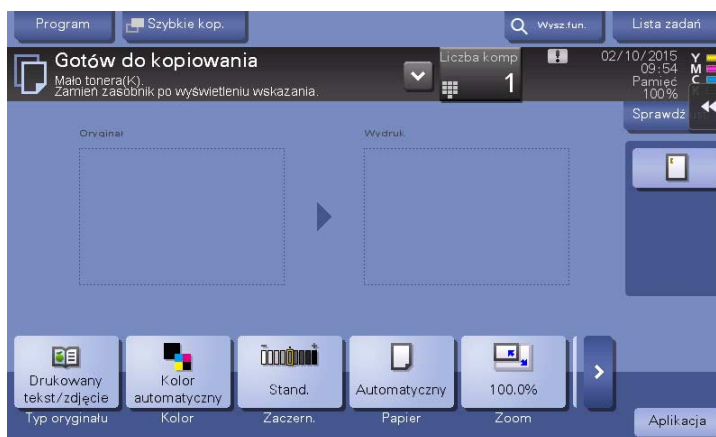 Program
Szybkie kop.
Wysz.fun.
Lista zadań
Gotów do kopiowania
Mało tonera(K).
Zamień zasobnik po wyświetleniu wskazania.
Liczba komp
1
02/10/2015
09:54
Pamięć
100%
Y
M
C
K
Sprawdź
Oryginał
Wydruk.
Drukowany
tekst/zdjęcie
Kolor
automatyczny
Stand.
Automatyczny
100.0%
Typ oryginału
Kolor
Zaczern.
Papier
Zoom
Aplikacja